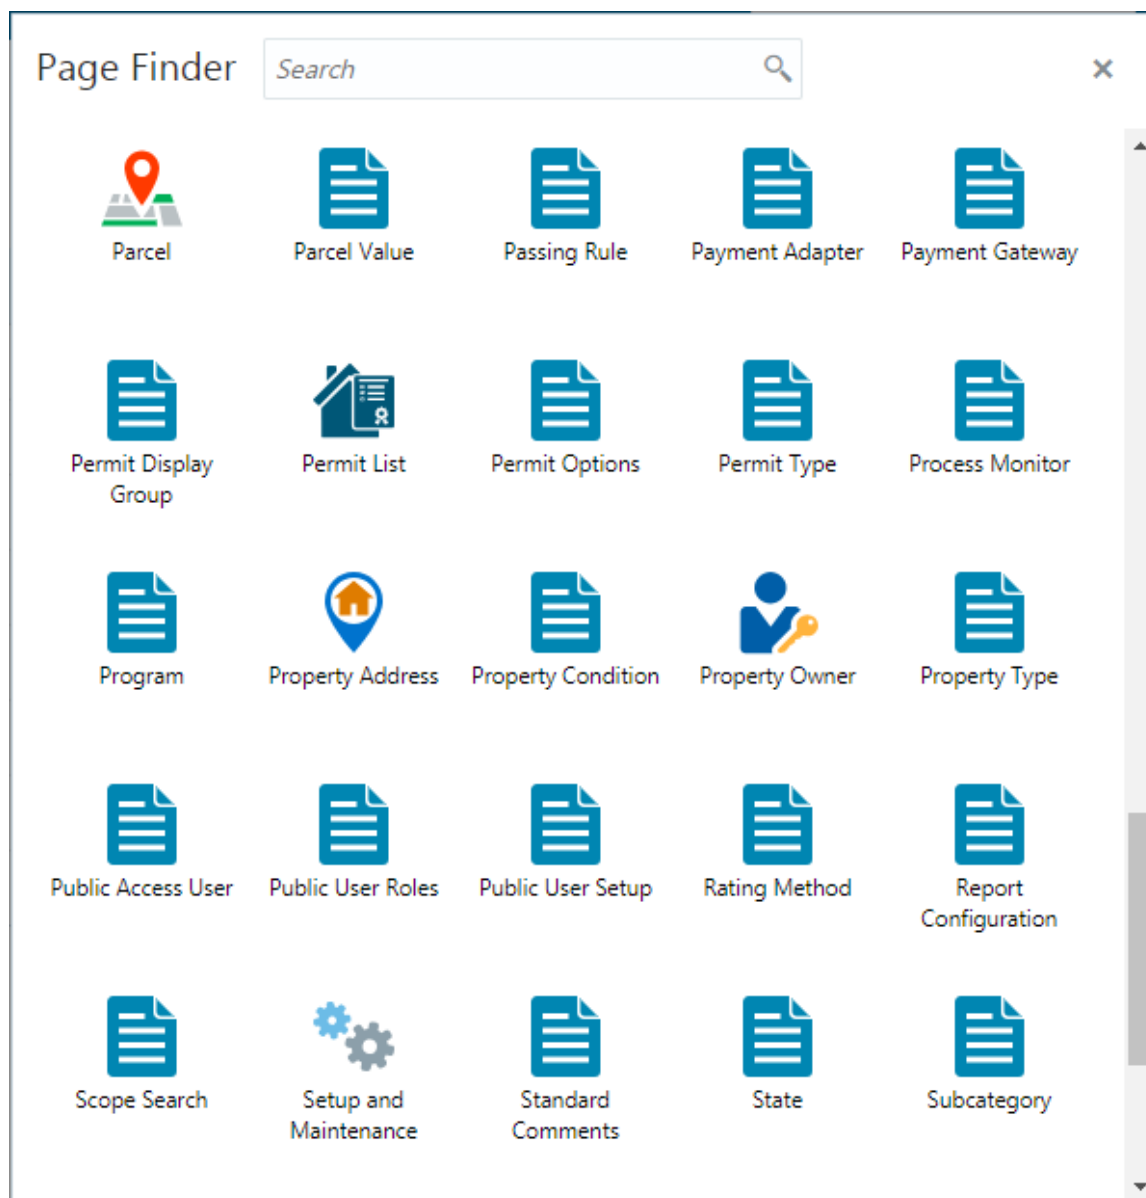 Page Finder
Search
Parcel
Parcel Value
Passing Rule
Payment Adapter
Payment Gateway
Permit Display
Group
Permit List
Permit Options
Permit Type
Process Monitor
Program
Property Address
Property Condition
Property Owner
Property Type
Public Access User
Public User Roles
Public User Setup
Rating Method
Report
Configuration
Scope Search
Setup and
Maintenance
Standard
Comments
State
Subcategory